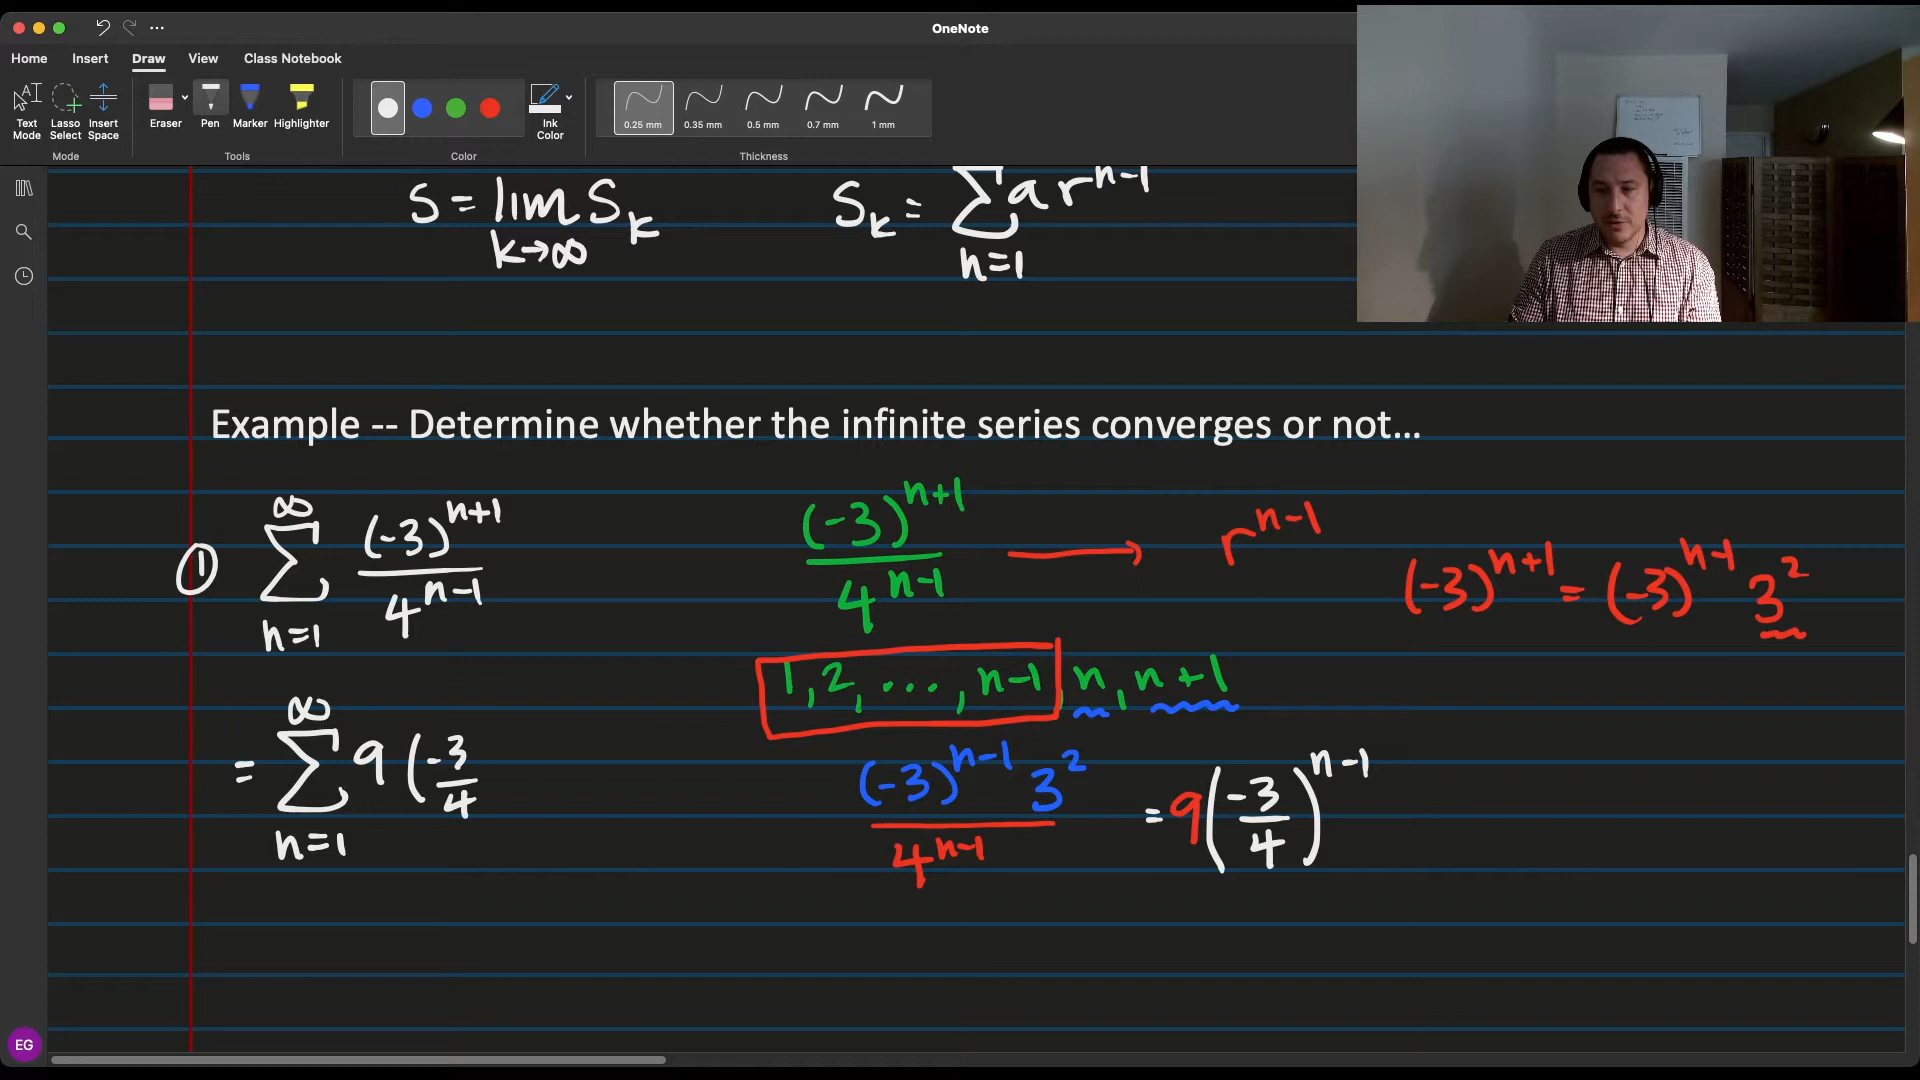 OneNote
Home Insert Draw View Class Notebook
Text Mode Lasso Select Insert Space Eraser Pen Marker Highlighter Ink Color 0.25 mm 0.35 mm 0.5 mm 0.7 mm 1 mm
Mode Tools Color Thickness
S = lim S_k
k→∞
S_k = Σ a r^{n-1}
n=1
Example -- Determine whether the infinite series converges or not...
① ∞ Σ n=1 (-3)^{n+1} / 4^{n-1}
(-3)^{n+1} / 4^{n-1} → r^{n-1}
(-3)^{n+1} = (-3)^{n-1} 3^2
1, 2, ..., n-1, n, n+1
= ∞ Σ n=1 9 (-3/4
(-3)^{n-1} 3^2 / 4^{n-1} = 9(-3/4)^{n-1}
EG